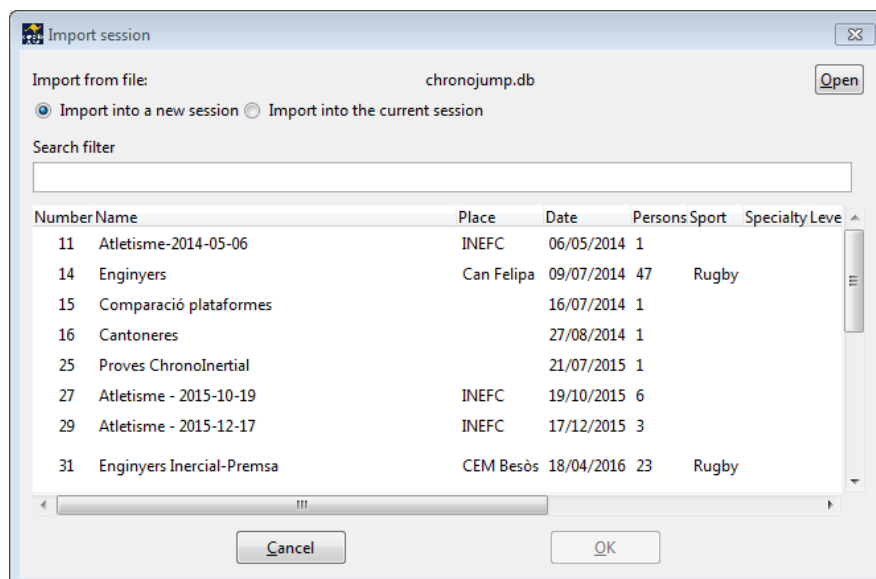 Import session
Import from file: chronojump.db Open
Import into a new session Import into the current session
Search filter
Number Name Place Date Persons Sport Specialty Leve
11 Atletisme-2014-05-06 INEFC 06/05/2014 1
14 Enginyers Can Felipa 09/07/2014 47 Rugby
15 Comparació plataformes 16/07/2014 1
16 Cantoneres 27/08/2014 1
25 Proves ChronoInertial 21/07/2015 1
27 Atletisme - 2015-10-19 INEFC 19/10/2015 6
29 Atletisme - 2015-12-17 INEFC 17/12/2015 3
31 Enginyers Inercial-Premsa CEM Besòs 18/04/2016 23 Rugby
Cancel OK